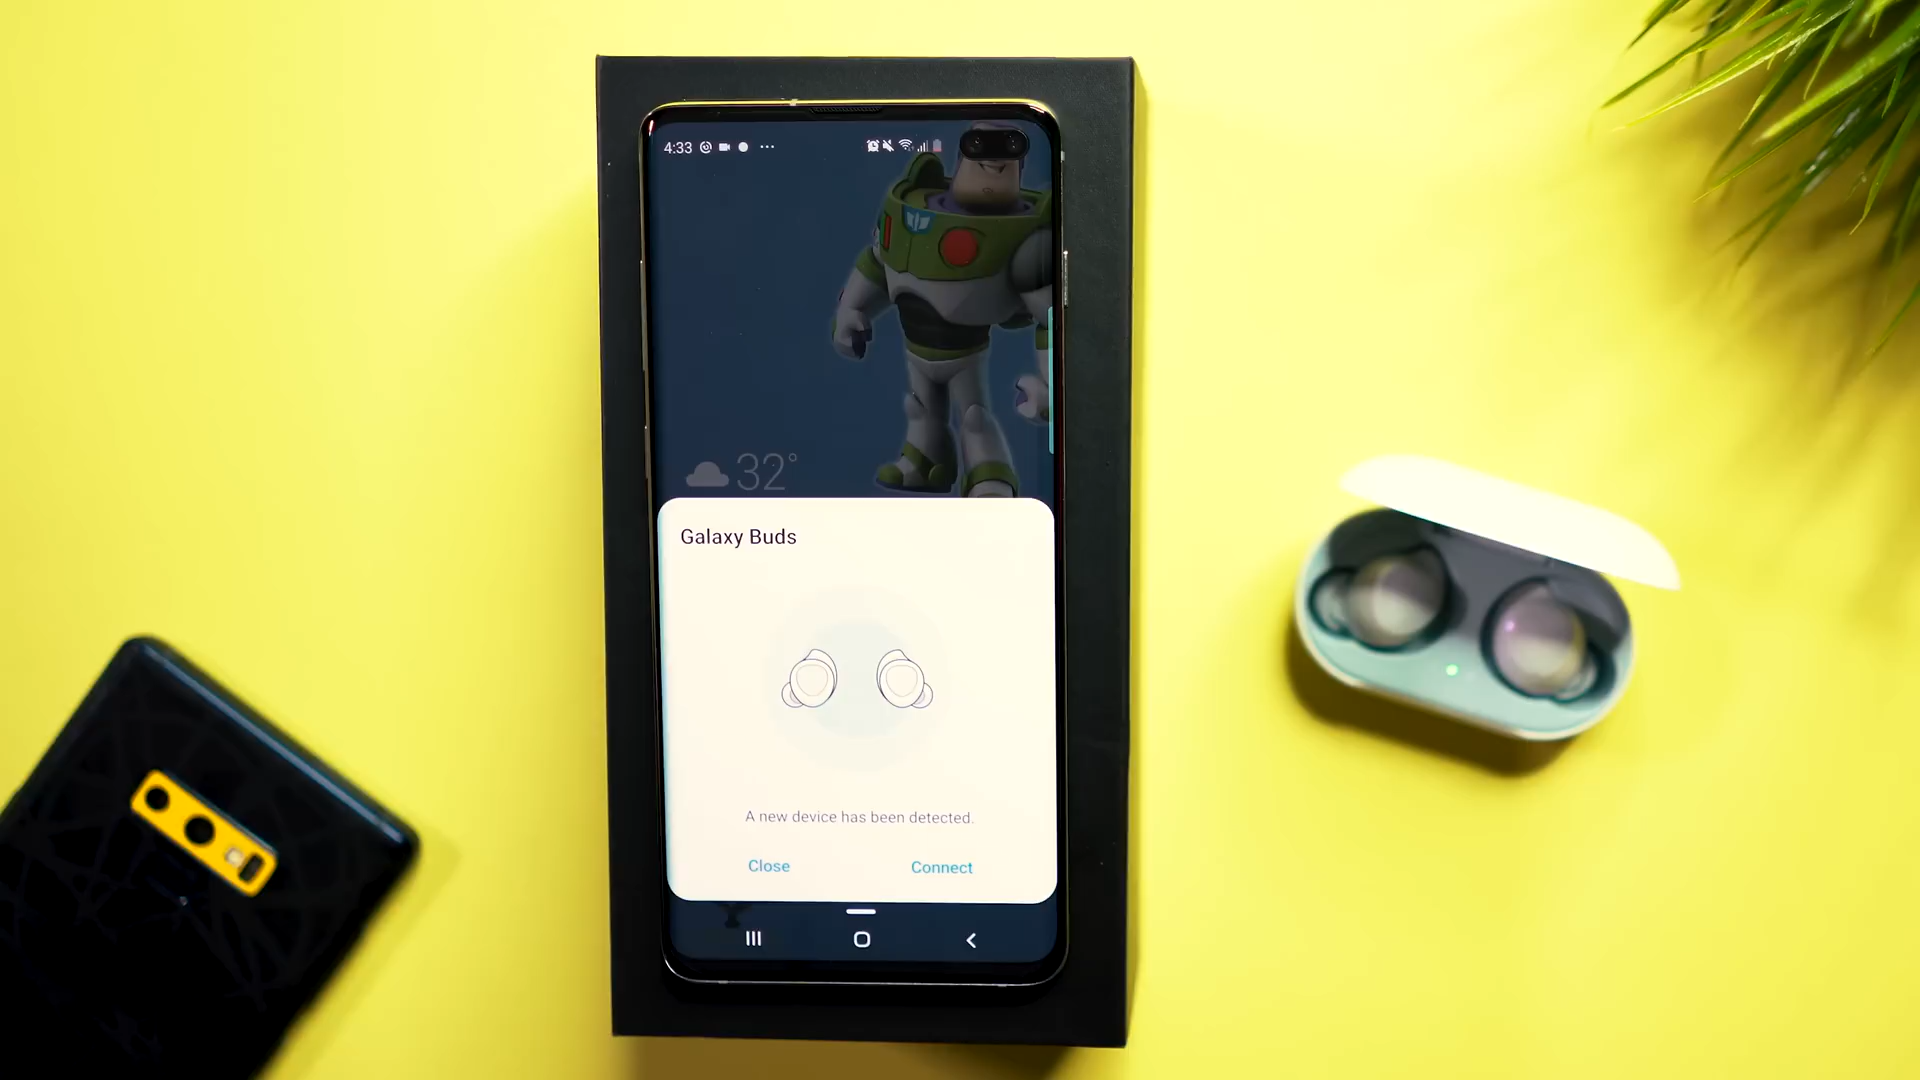 4:33
32°
Galaxy Buds
A new device has been detected.
Close Connect